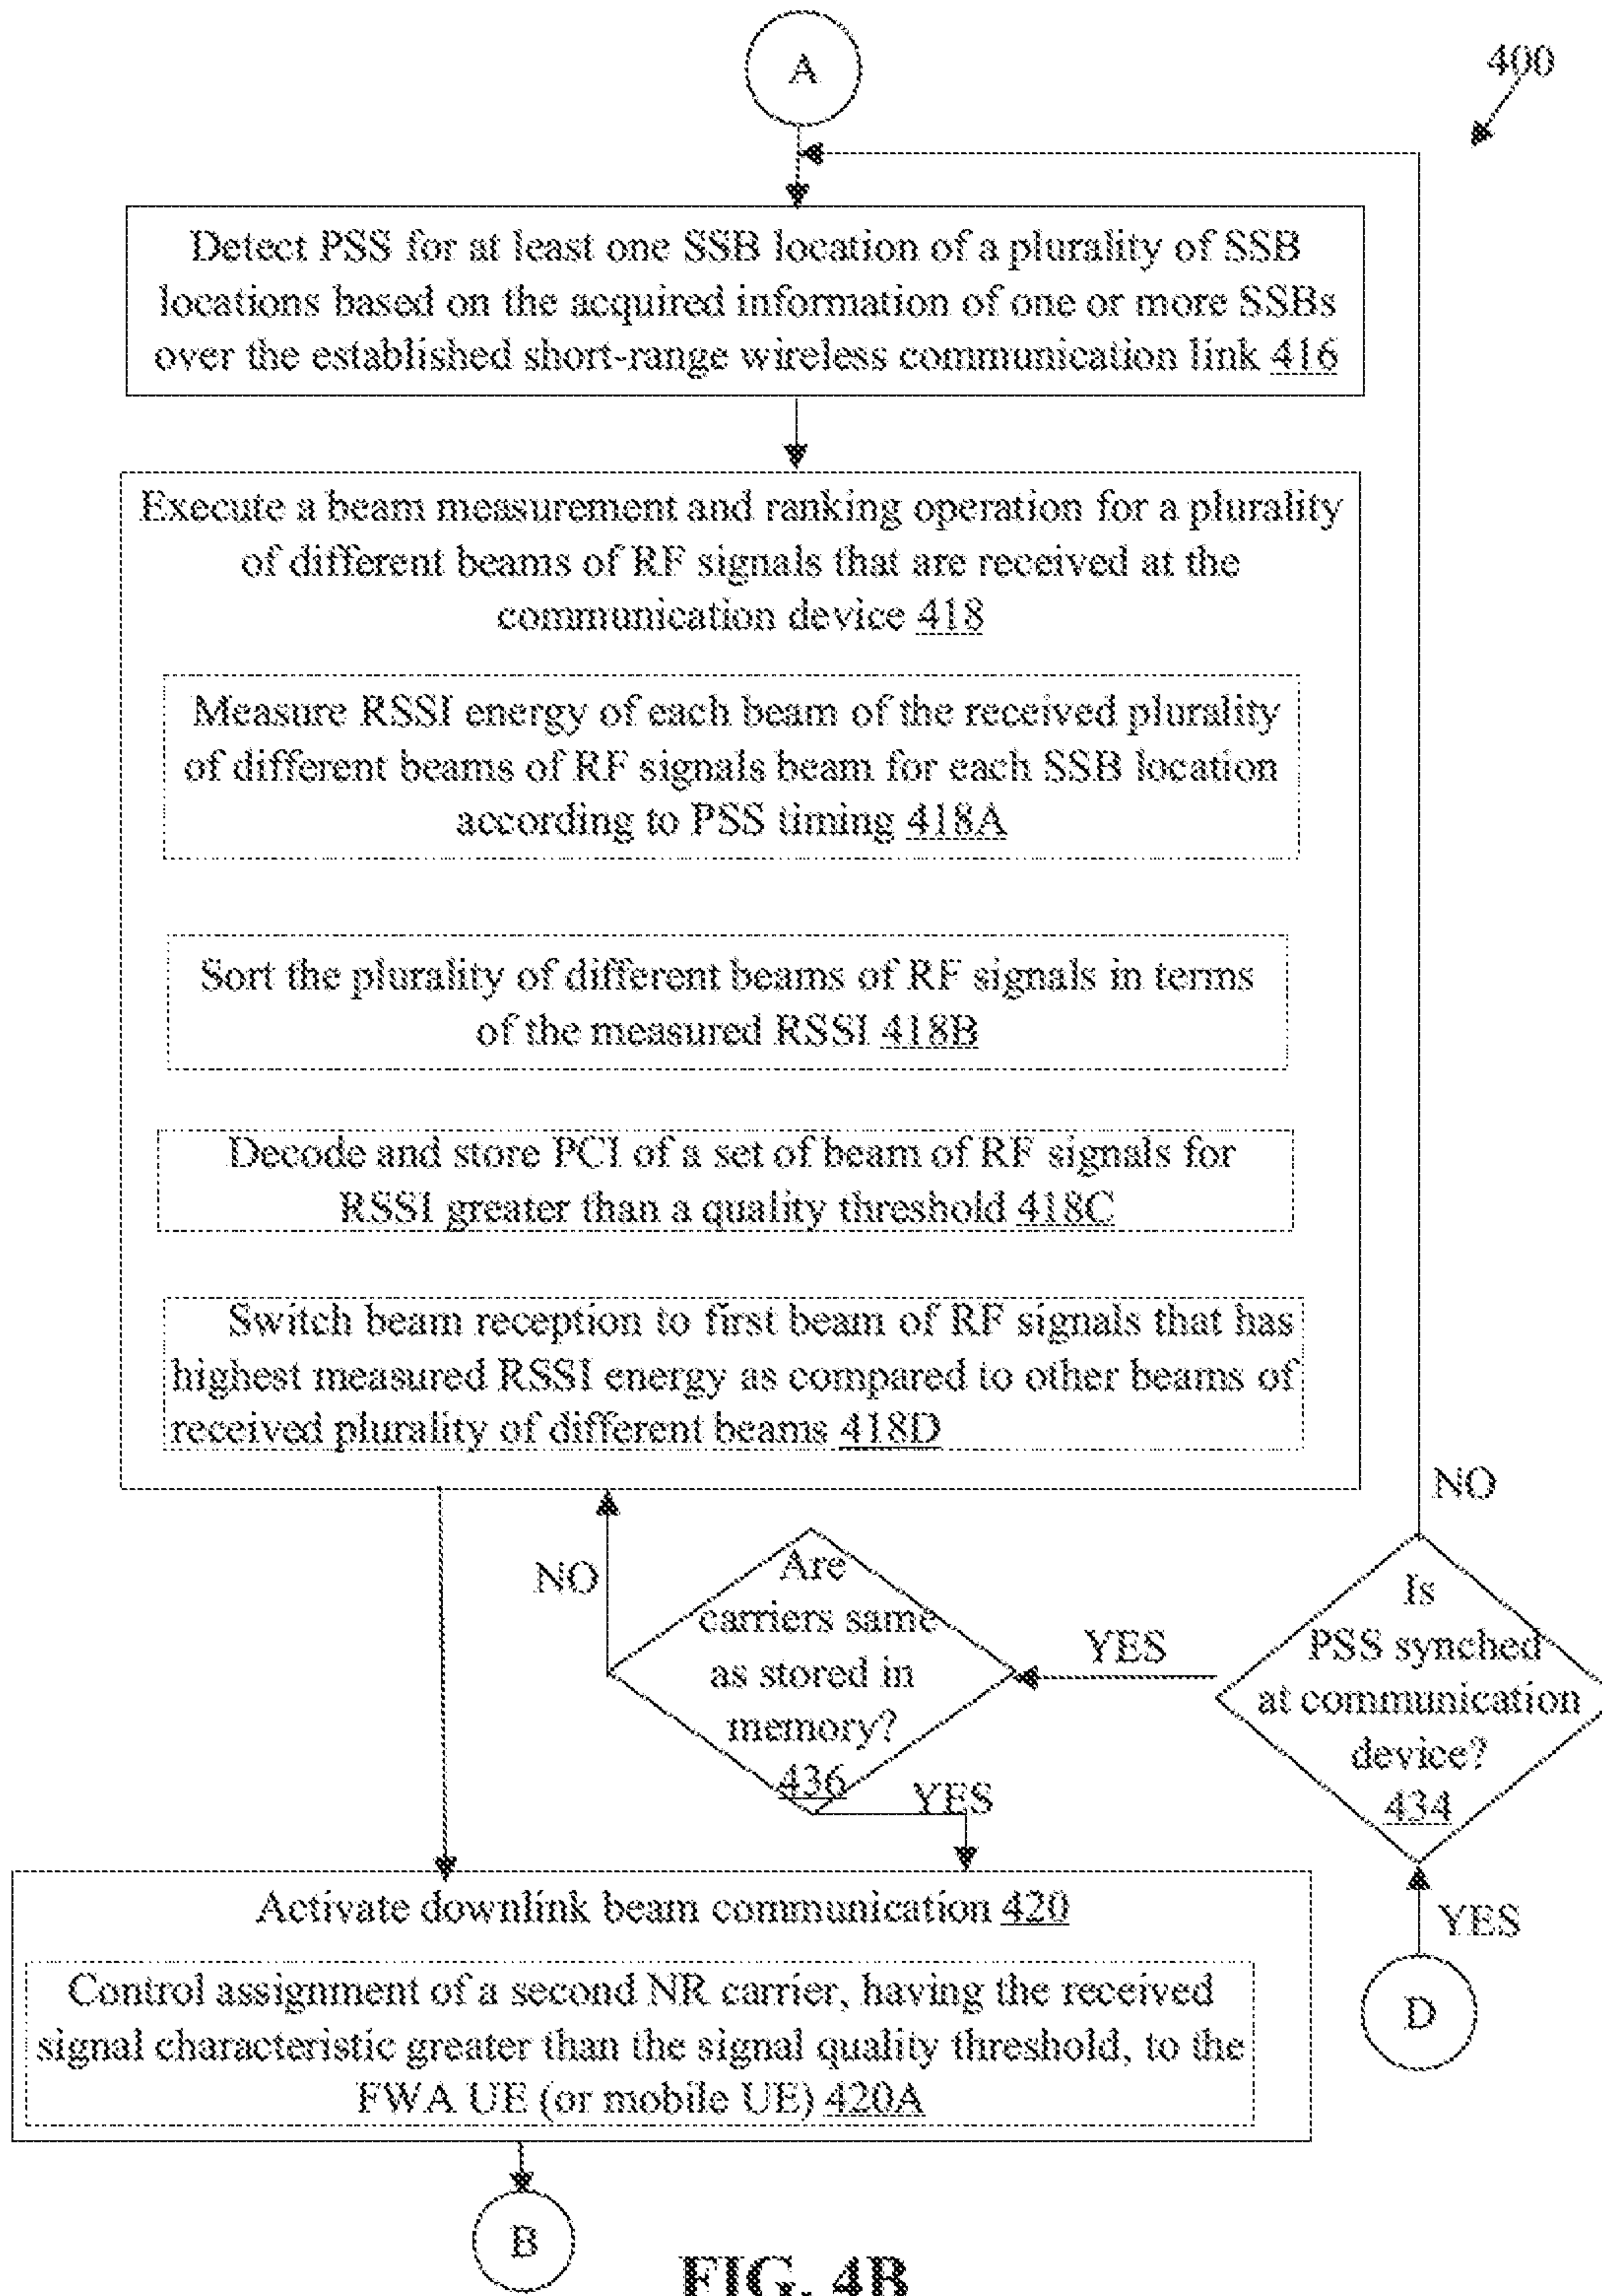 A
400
Detect PSS for at least one SSB location of a plurality of SSB
locations based on the acquired information of one or more SSBs
over the established short-range wireless communication link 416
Execute a beam measurement and ranking operation for a plurality
of different beams of RF signals that are received at the
communication device 418
Measure RSSI energy of each beam of the received plurality
of different beams of RF signals beam for each SSB location
according to PSS timing 418A
Sort the plurality of different beams of RF signals in terms
of the measured RSSI 418B
Decode and store PCI of a set of beam of RF signals for
RSSI greater than a quality threshold 418C
Switch beam reception to first beam of RF signals that has
highest measured RSSI energy as compared to other beams of
received plurality of different beams 418D
NO
NO
Are
carriers same
as stored in
memory?
436
YES
YES
Is
PSS synched
at communication
device?
434
YES
D
Activate downlink beam communication 420
Control assignment of a second NR carrier, having the received
signal characteristic greater than the signal quality threshold, to the
FWA UE (or mobile UE) 420A
B
FIG. 4B